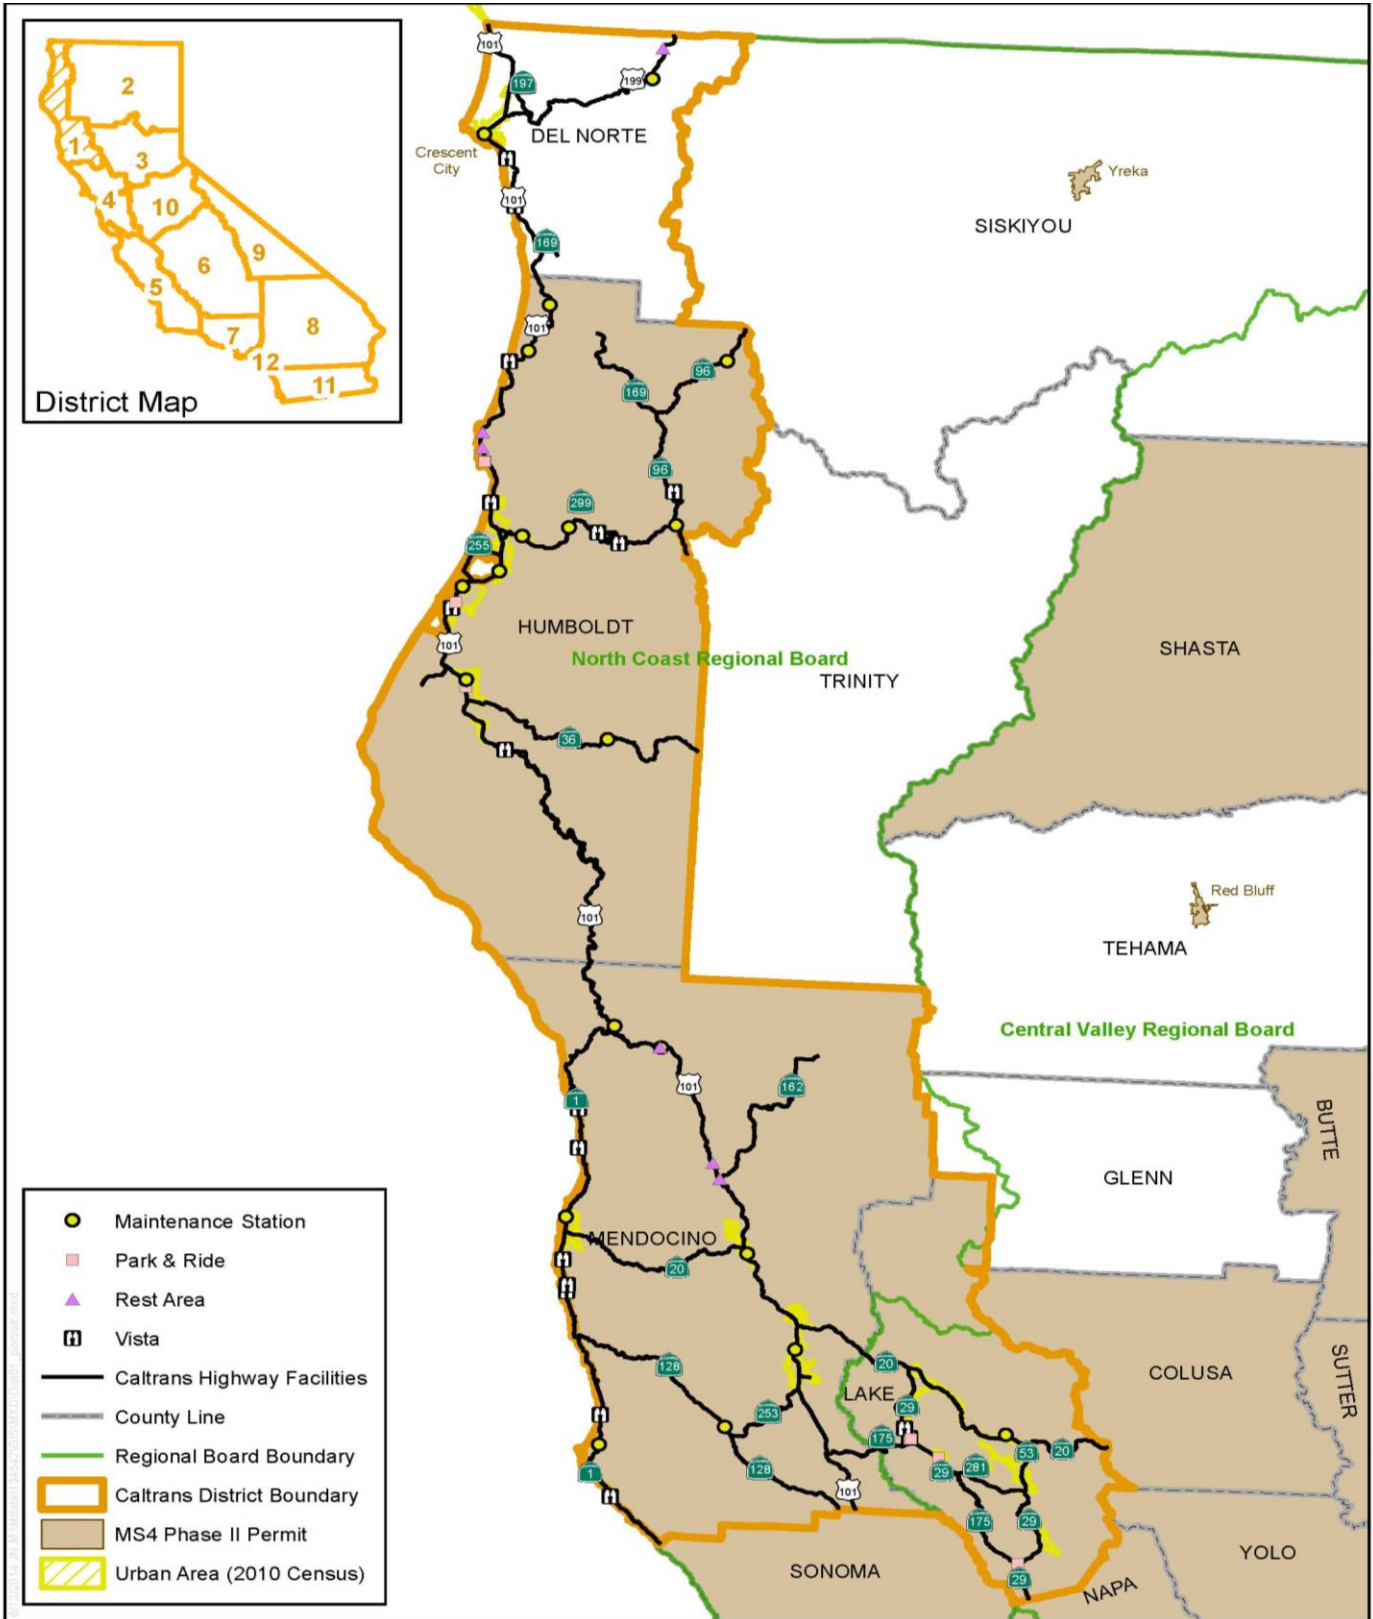 2
1
3
4
10
9
6
5
8
7
12
11
District Map
101
197
199
DEL NORTE
Crescent
City
101
169
Yreka
SISKIYOU
101
169
96
96
299
255
HUMBOLDT
North Coast Regional Board
101
TRINITY
SHASTA
36
101
Red Bluff
TEHAMA
Central Valley Regional Board
101
162
1
BUTTE
GLENN
MENDOCINO
20
128
20
LAKE
COLUSA
SUTTER
29
253
175
53
20
128
29
281
1
101
175
29
SONOMA
YOLO
29
NAPA
Maintenance Station
Park & Ride
Rest Area
Vista
Caltrans Highway Facilities
County Line
Regional Board Boundary
Caltrans District Boundary
MS4 Phase II Permit
Urban Area (2010 Census)